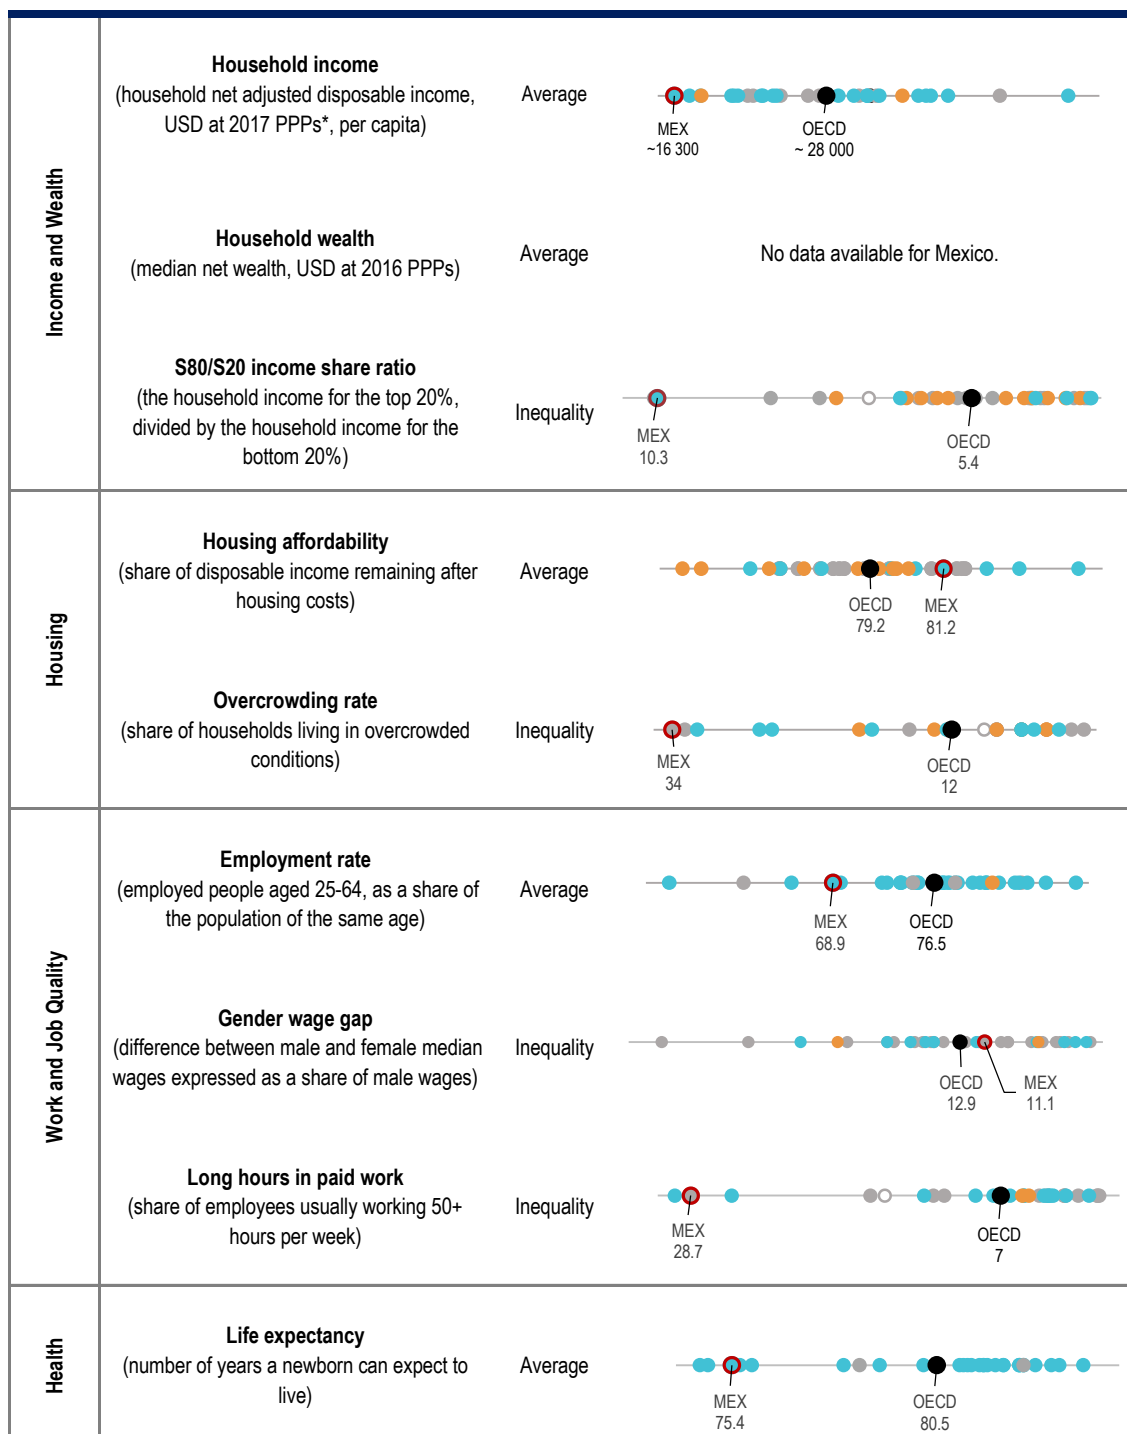 Income and Wealth
Household income
(household net adjusted disposable income,
USD at 2017 PPPs*, per capita)
Average
MEX
~16 300
OECD
~ 28 000
Household wealth
(median net wealth, USD at 2016 PPPs)
Average
No data available for Mexico.
S80/S20 income share ratio
(the household income for the top 20%,
divided by the household income for the
bottom 20%)
Inequality
MEX
10.3
OECD
5.4
Housing
Housing affordability
(share of disposable income remaining after
housing costs)
Average
OECD
79.2
MEX
81.2
Overcrowding rate
(share of households living in overcrowded
conditions)
Inequality
MEX
34
OECD
12
Work and Job Quality
Employment rate
(employed people aged 25-64, as a share of
the population of the same age)
Average
MEX
68.9
OECD
76.5
Gender wage gap
(difference between male and female median
wages expressed as a share of male wages)
Inequality
OECD
12.9
MEX
11.1
Long hours in paid work
(share of employees usually working 50+
hours per week)
Inequality
MEX
28.7
OECD
7
Health
Life expectancy
(number of years a newborn can expect to
live)
Average
MEX
75.4
OECD
80.5